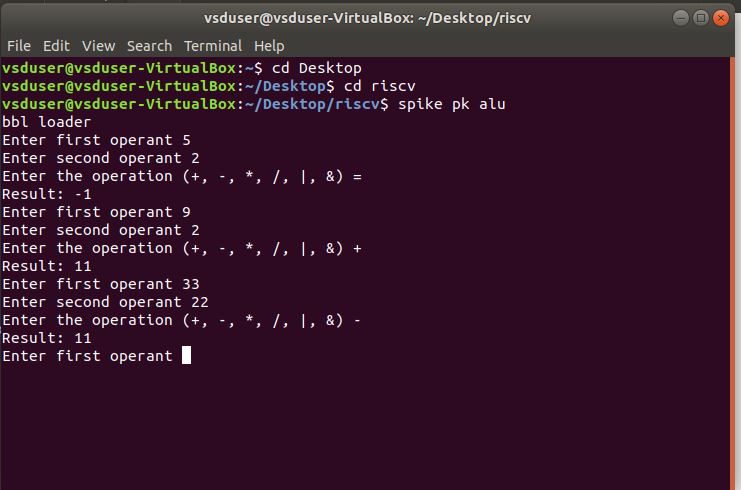 vsduser@vsduser-VirtualBox: ~/Desktop/riscv
File Edit View Search Terminal Help
vsduser@vsduser-VirtualBox:~$ cd Desktop
vsduser@vsduser-VirtualBox:~/Desktop$ cd riscv
vsduser@vsduser-VirtualBox:~/Desktop/riscv$ spike pk alu
bbl loader
Enter first operant 5
Enter second operant 2
Enter the operation (+, -, *, /, |, &) =
Result: -1
Enter first operant 9
Enter second operant 2
Enter the operation (+, -, *, /, |, &) +
Result: 11
Enter first operant 33
Enter second operant 22
Enter the operation (+, -, *, /, |, &) -
Result: 11
Enter first operant